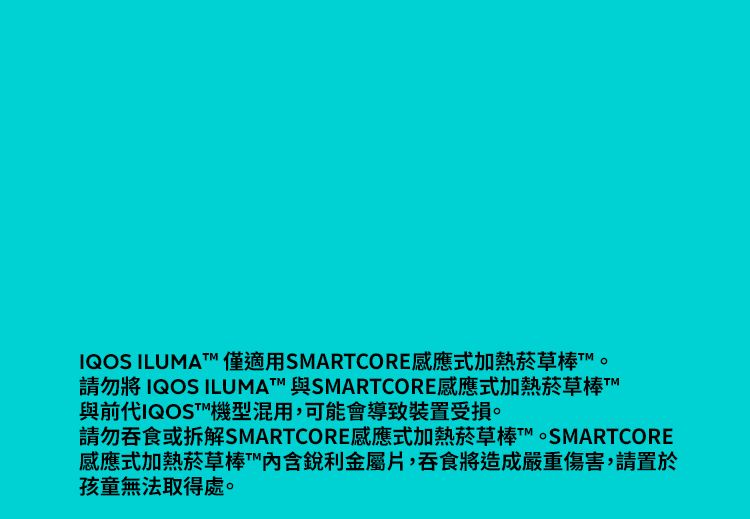 IQOS ILUMA™ 僅適用SMARTCORE感應式加熱菸草棒™。
請勿將 IQOS ILUMA™ 與SMARTCORE感應式加熱菸草棒™
與前代IQOS™機型混用，可能會導致裝置受損。
請勿吞食或拆解SMARTCORE感應式加熱菸草棒™。SMARTCORE
感應式加熱菸草棒™內含銳利金屬片，吞食將造成嚴重傷害，請置於
孩童無法取得處。